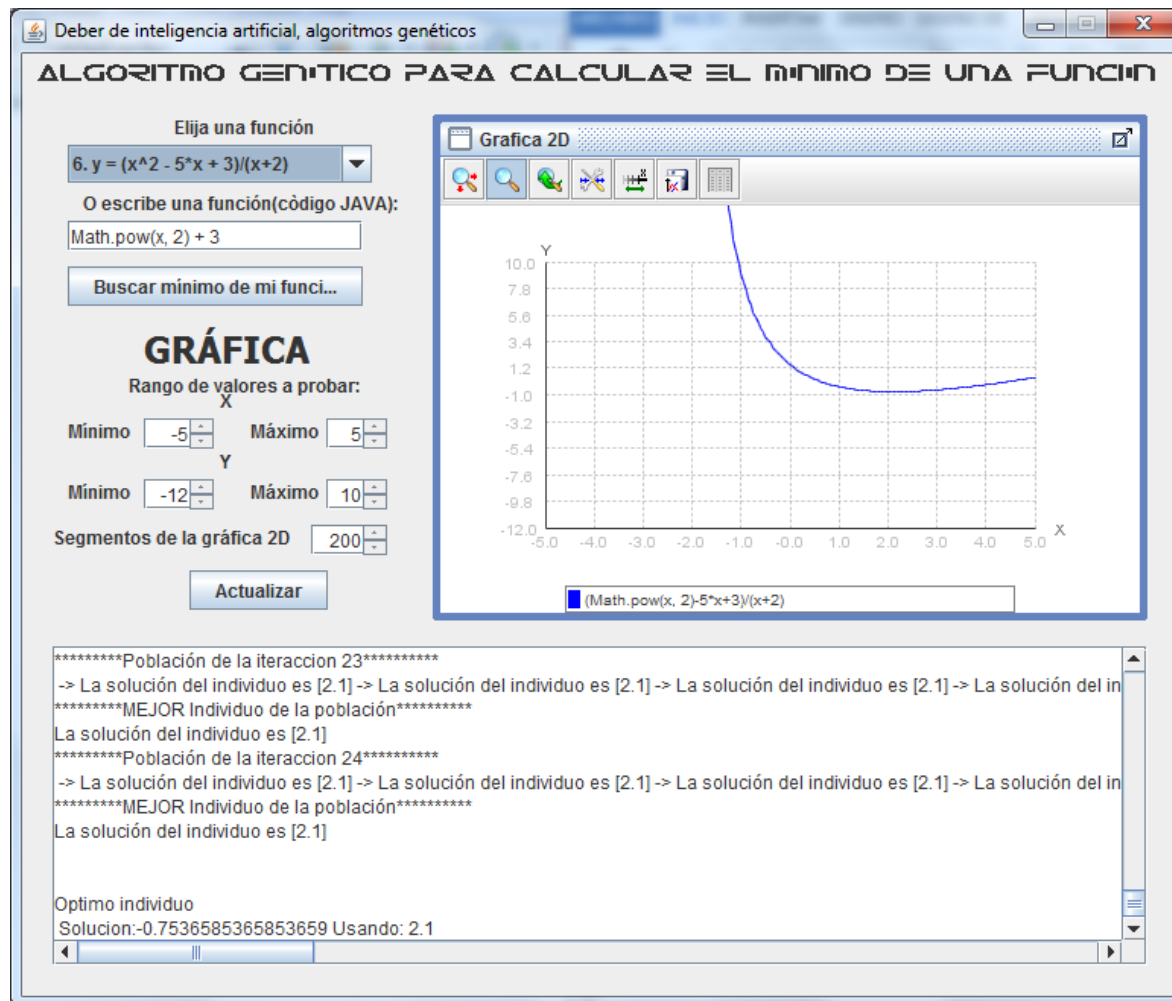 Deber de inteligencia artificial, algoritmos genéticos
ALGORITMO GENITICO PARA CALCULAR EL MINIMO DE UNA FUNCIIN
Elija una función
6. y = (x^2 - 5*x + 3)/(x+2)
O escribe una función(còdigo JAVA):
Math.pow(x, 2) + 3
Buscar mínimo de mi funci...
GRÁFICA
Rango de valores a probar:
X
Mínimo -5 Máximo 5
Y
Mínimo -12 Máximo 10
Segmentos de la gráfica 2D 200
Actualizar
Grafica 2D
Y
10.0
7.8
5.6
3.4
1.2
-1.0
-3.2
-5.4
-7.6
-9.8
-12.0
-5.0 -4.0 -3.0 -2.0 -1.0 -0.0 1.0 2.0 3.0 4.0 5.0 X
(Math.pow(x, 2)-5*x+3)/(x+2)
*********Población de la iteraccion 23**********
-> La solución del individuo es [2.1] -> La solución del individuo es [2.1] -> La solución del individuo es [2.1] -> La solución del in
*********MEJOR Individuo de la población**********
La solución del individuo es [2.1]
*********Población de la iteraccion 24**********
-> La solución del individuo es [2.1] -> La solución del individuo es [2.1] -> La solución del individuo es [2.1] -> La solución del in
*********MEJOR Individuo de la población**********
La solución del individuo es [2.1]
Optimo individuo
Solucion:-0.7536585365853659 Usando: 2.1